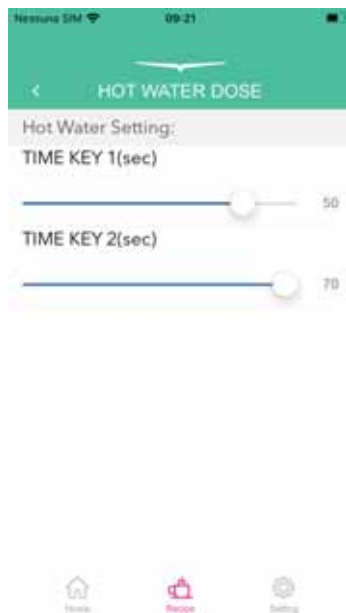 Nessuna SIM 09:21
HOT WATER DOSE
Hot Water Setting:
TIME KEY 1(sec)
50
TIME KEY 2(sec)
70
Home Recipe Setting